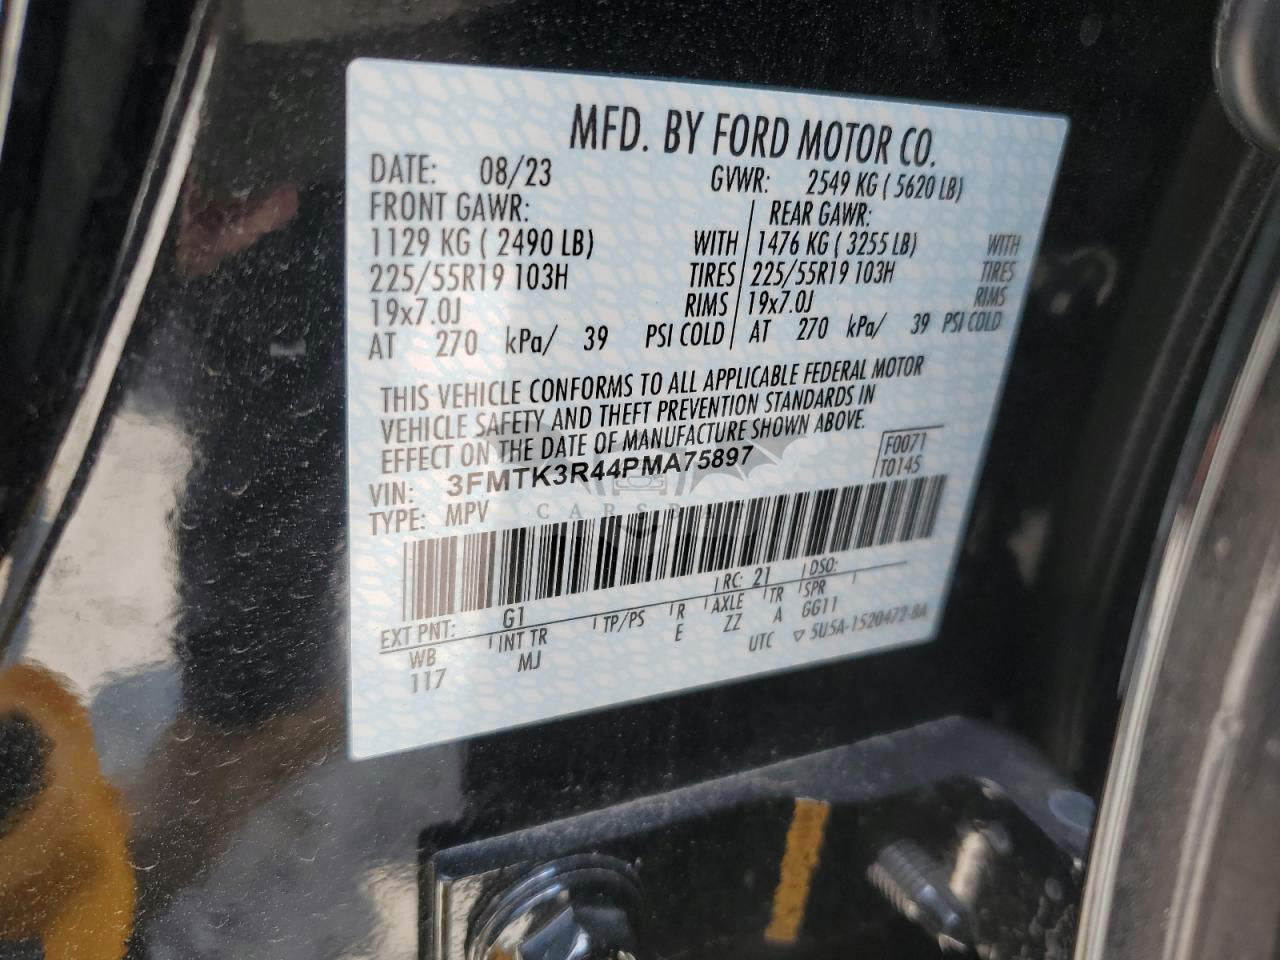 MFD. BY FORD MOTOR CO.
DATE: 08/23 GVWR: 2549 KG ( 5620 LB)
FRONT GAWR: REAR GAWR:
1129 KG ( 2490 LB) WITH 1476 KG ( 3255 LB) WITH
225/55R19 103H TIRES 225/55R19 103H TIRES
19x7.0J RIMS 19x7.0J RIMS
AT 270 kPa/ 39 PSI COLD AT 270 kPa/ 39 PSI COLD
THIS VEHICLE CONFORMS TO ALL APPLICABLE FEDERAL MOTOR
VEHICLE SAFETY AND THEFT PREVENTION STANDARDS IN
EFFECT ON THE DATE OF MANUFACTURE SHOWN ABOVE.
VIN: 3FMTK3R44PMA75897
F0071
T0145
TYPE: MPV
EXT PNT: G1 RC: 21 DSO:
WB INT TR TP/PS R AXLE TR SPR
117 MJ E ZZ A GG11
UTC ▽ 5U5A-1520472-BA